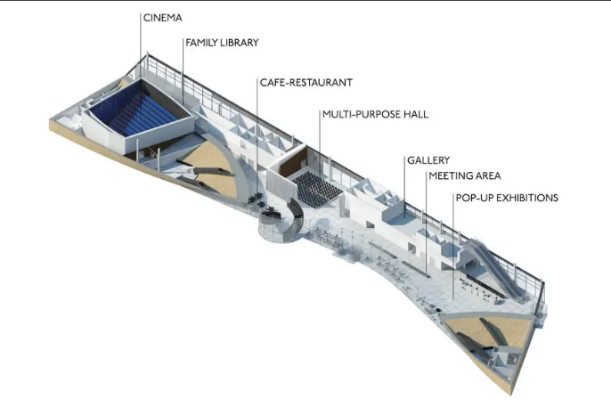 CINEMA
FAMILY LIBRARY
CAFE-RESTAURANT
MULTI-PURPOSE HALL
GALLERY
MEETING AREA
POP-UP EXHIBITIONS